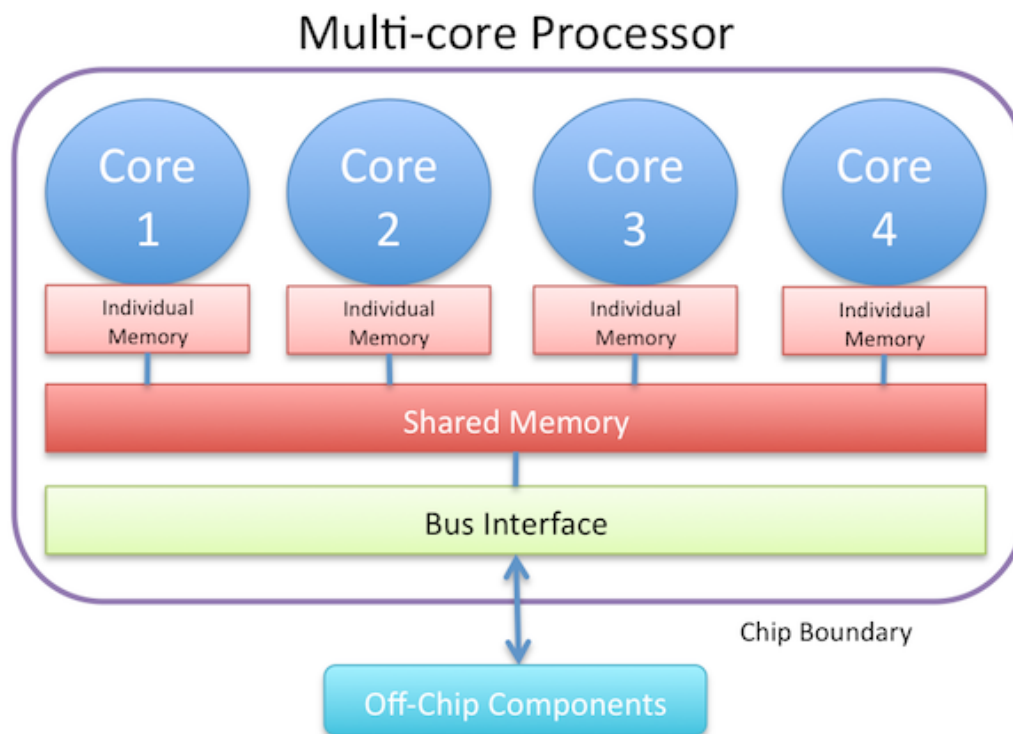 Multi-core Processor
Core
1
Core
2
Core
3
Core
4
Individual
Memory
Individual
Memory
Individual
Memory
Individual
Memory
Shared Memory
Bus Interface
Chip Boundary
Off-Chip Components